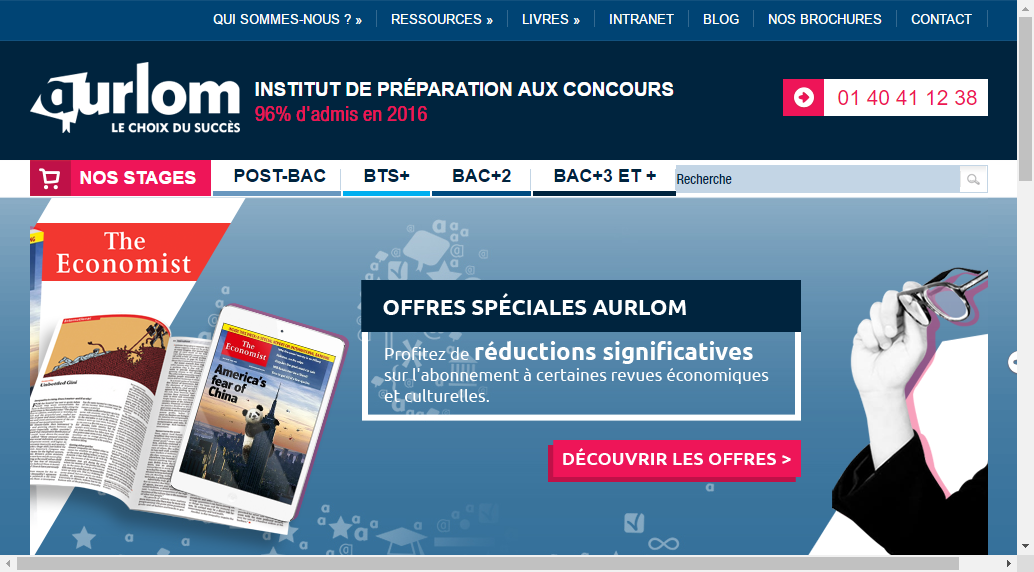 QUI SOMMES-NOUS ? »
RESSOURCES »
LIVRES »
INTRANET
BLOG
NOS BROCHURES
CONTACT
aurlom
LE CHOIX DU SUCCÈS
INSTITUT DE PRÉPARATION AUX CONCOURS
96% d'admis en 2016
01 40 41 12 38
NOS STAGES
POST-BAC
BTS+
BAC+2
BAC+3 ET +
Recherche
The
Economist
The
Economist
America's
fear of
China
OFFRES SPÉCIALES AURLOM
Profitez de réductions significatives
sur l'abonnement à certaines revues économiques
et culturelles.
DÉCOUVRIR LES OFFRES >